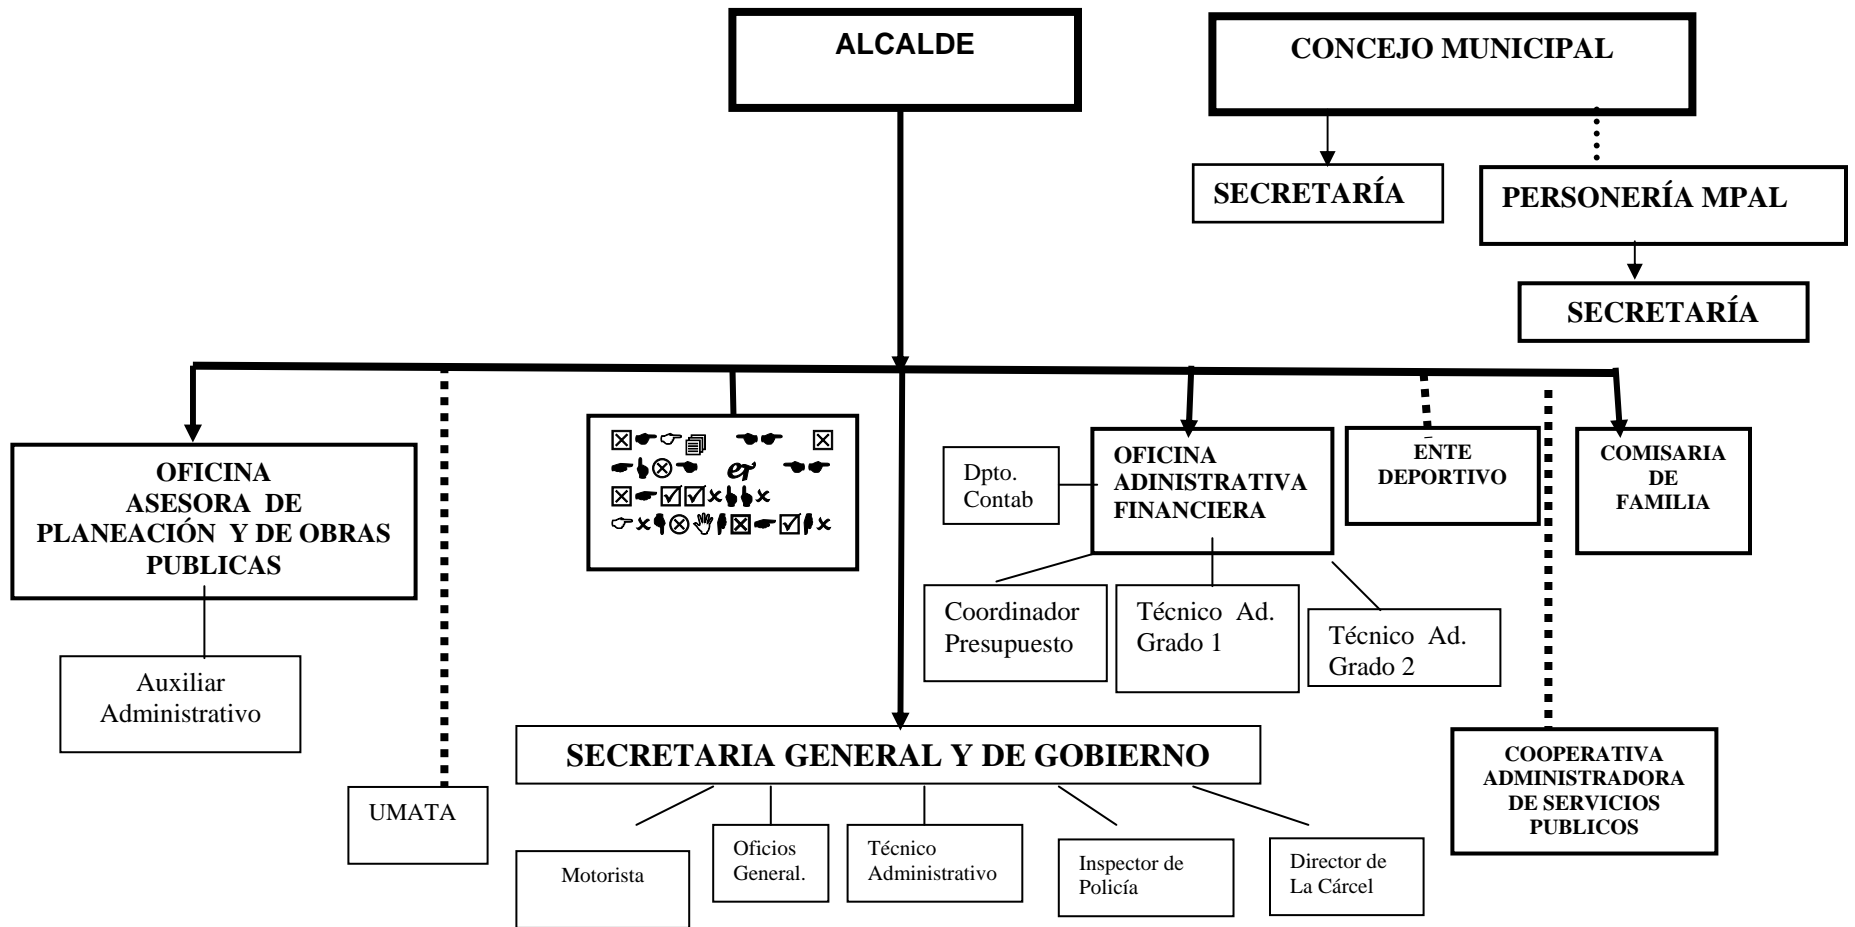 ALCALDE
CONCEJO MUNICIPAL
SECRETARÍA
PERSONERÍA MPAL
SECRETARÍA
OFICINA
ASESORA DE
PLANEACIÓN Y DE OBRAS
PUBLICAS
Auxiliar
Administrativo
UMATA
Dpto.
Contab
OFICINA
ADINISTRATIVA
FINANCIERA
Coordinador
Presupuesto
Técnico Ad.
Grado 1
Técnico Ad.
Grado 2
ENTE
DEPORTIVO
COMISARIA
DE
FAMILIA
SECRETARIA GENERAL Y DE GOBIERNO
Motorista
Oficios
General.
Técnico
Administrativo
Inspector de
Policía
Director de
La Cárcel
COOPERATIVA
ADMINISTRADORA
DE SERVICIOS
PUBLICOS